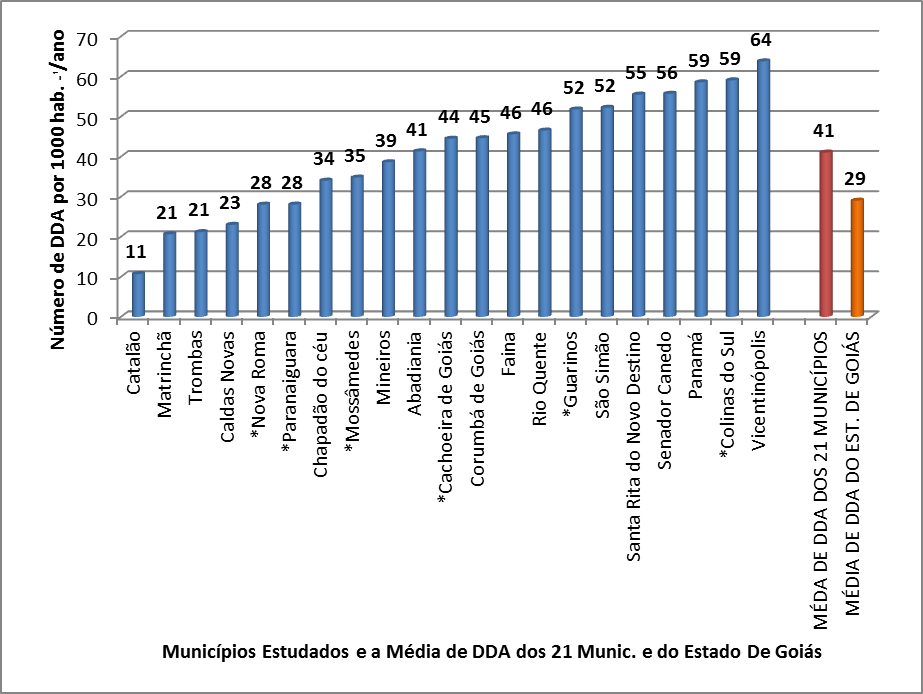 Número de DDA por 1000 hab. -¹/ano
70
60
50
40
30
20
10
0
11
21
21
23
28
28
34
35
39
41
44
45
46
46
52
52
55
56
59
59
64
41
29
Catalão
Matrinchã
Trombas
Caldas Novas
*Nova Roma
*Paranaiguara
Chapadão do céu
*Mossâmedes
Mineiros
Abadiania
*Cachoeira de Goiás
Corumbá de Goiás
Faina
Rio Quente
*Guarinos
São Simão
Santa Rita do Novo Destino
Senador Canedo
Panamá
*Colinas do Sul
Vicentinópolis
MÉDA DE DDA DOS 21 MUNICÍPIOS
MÉDIA DE DDA DO EST. DE GOIÁS
Municípios Estudados e a Média de DDA dos 21 Munic. e do Estado De Goiás